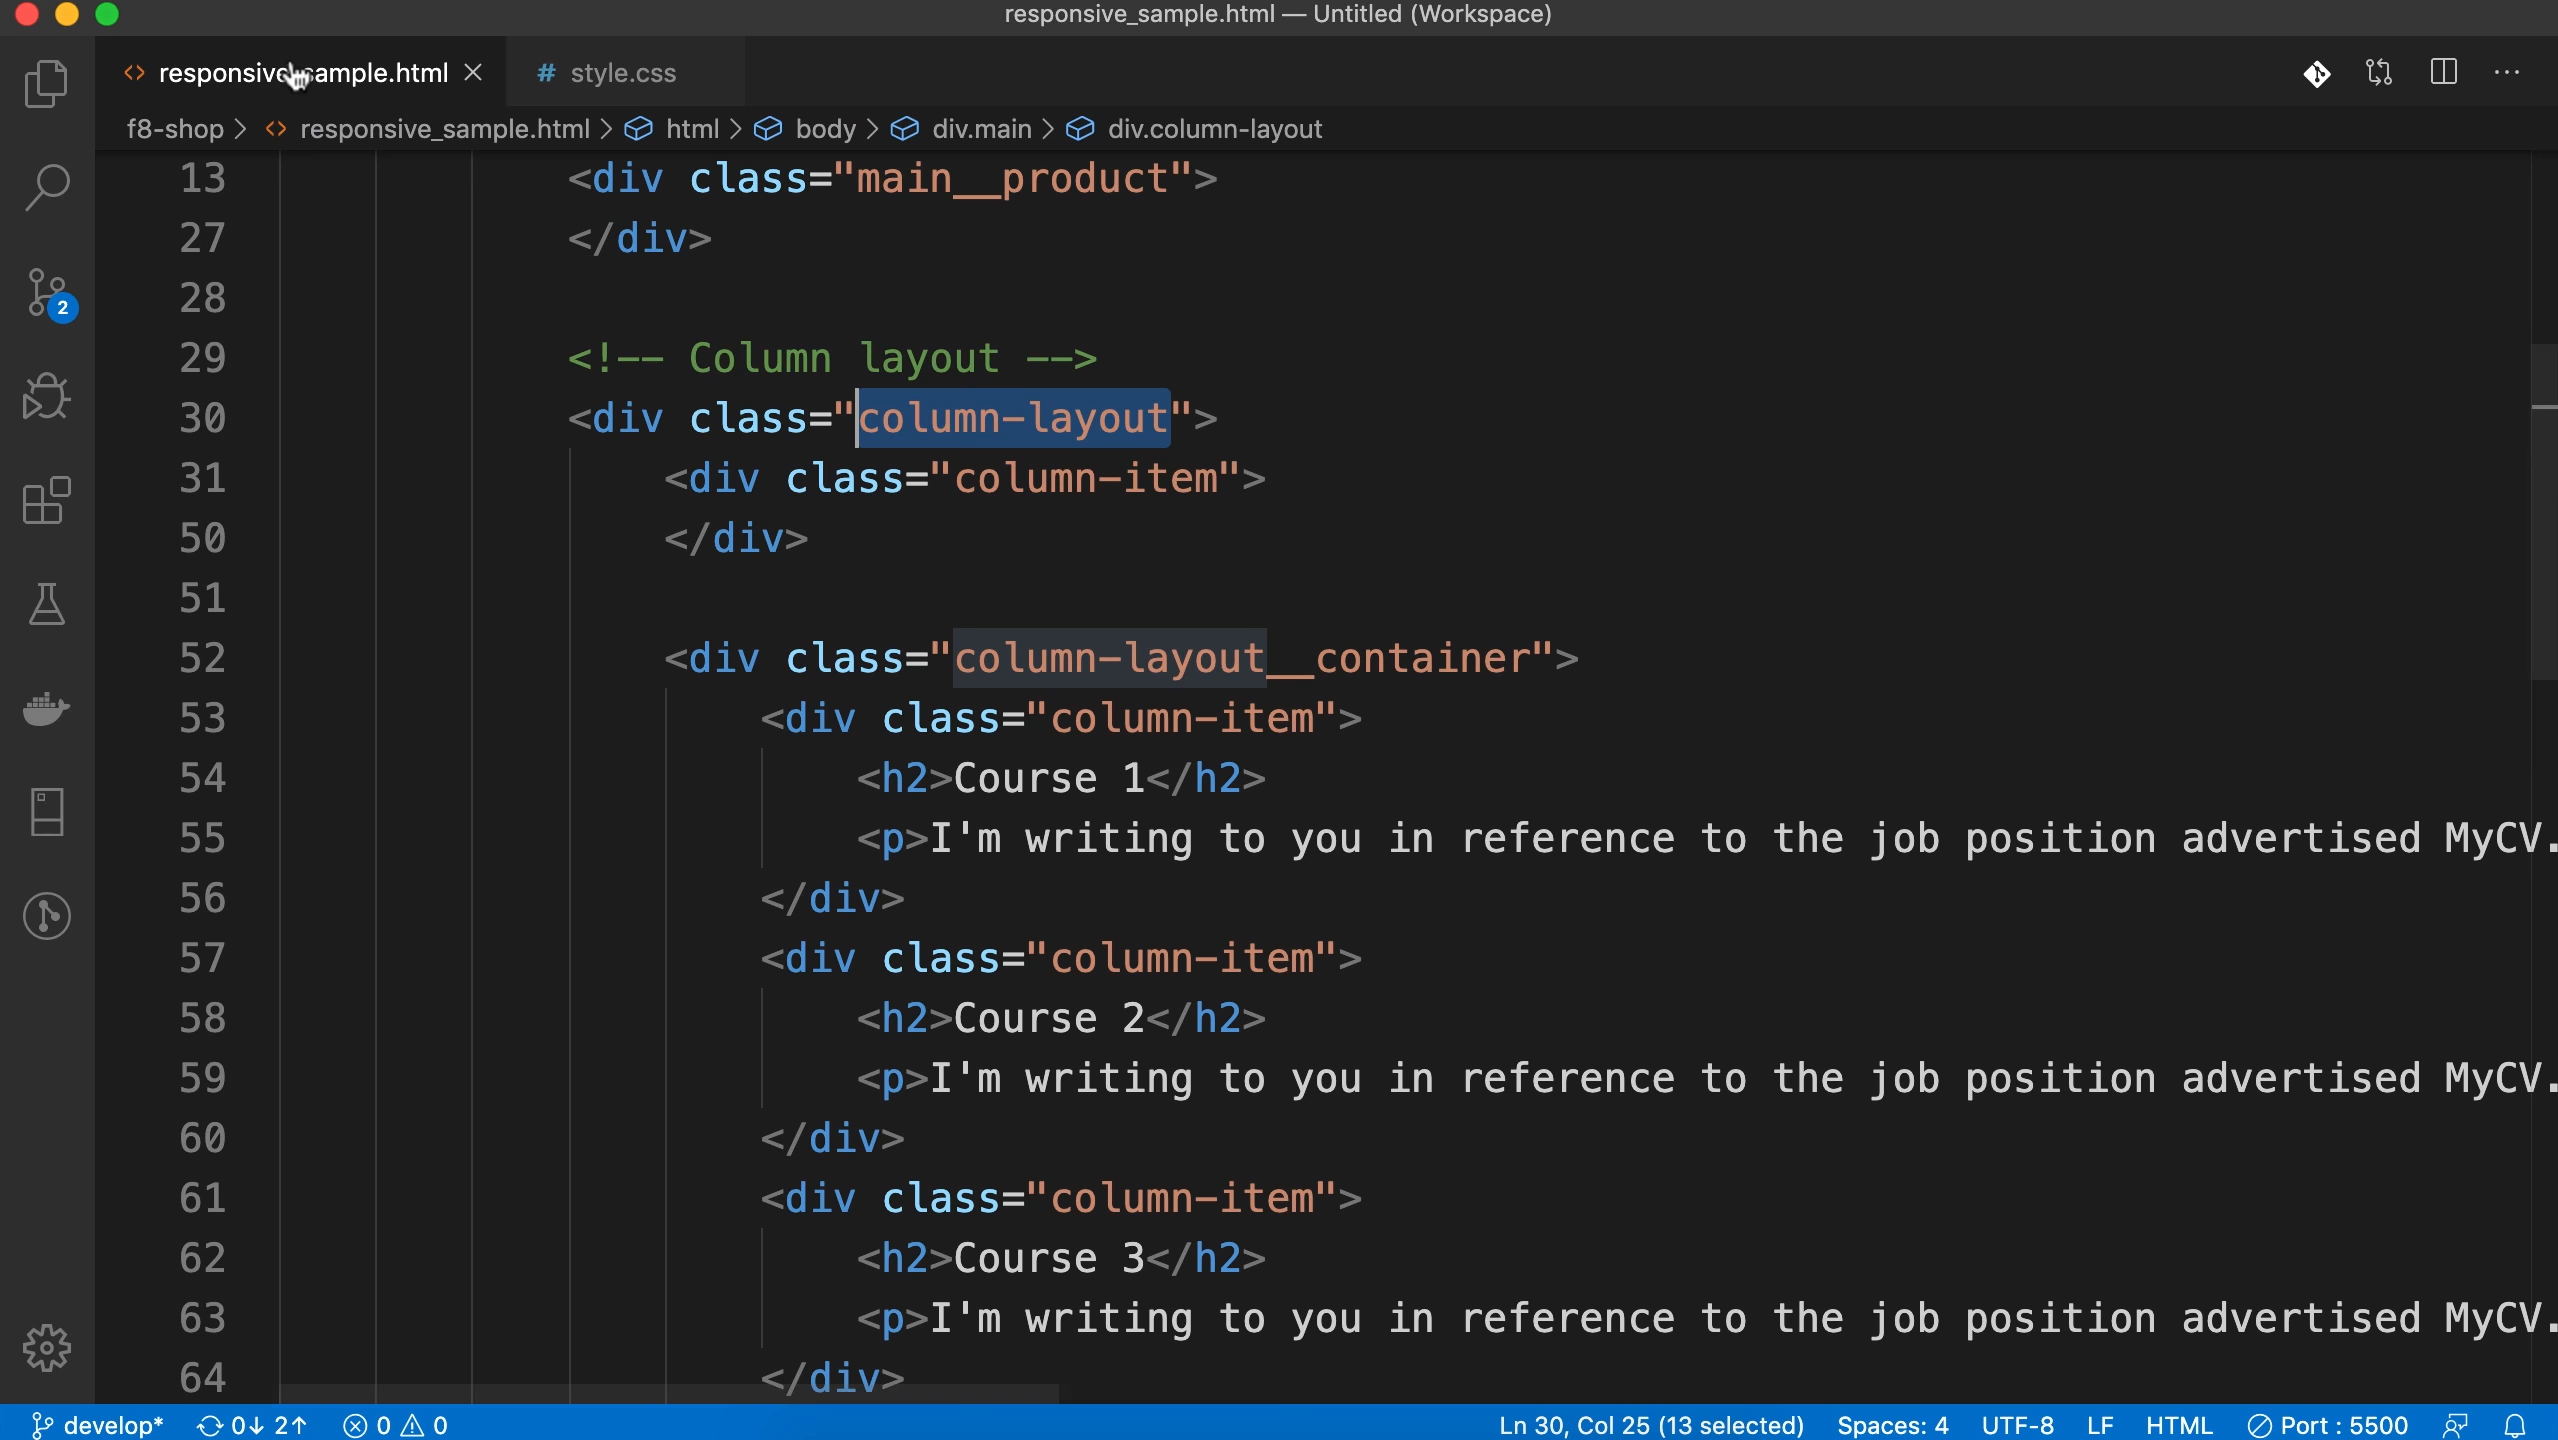 responsive_sample.html — Untitled (Workspace)
responsive_sample.html
# style.css
f8-shop > responsive_sample.html > html > body > div.main > div.column-layout
13 <div class="main__product">
27 </div>
28
29 <!-- Column layout -->
30 <div class="column-layout">
31 <div class="column-item">
50 </div>
51
52 <div class="column-layout__container">
53 <div class="column-item">
54 <h2>Course 1</h2>
55 <p>I'm writing to you in reference to the job position advertised MyCV.
56 </div>
57 <div class="column-item">
58 <h2>Course 2</h2>
59 <p>I'm writing to you in reference to the job position advertised MyCV.
60 </div>
61 <div class="column-item">
62 <h2>Course 3</h2>
63 <p>I'm writing to you in reference to the job position advertised MyCV.
64 </div>
2
develop* 0↓ 2↑ 0 0 Ln 30, Col 25 (13 selected) Spaces: 4 UTF-8 LF HTML Port : 5500